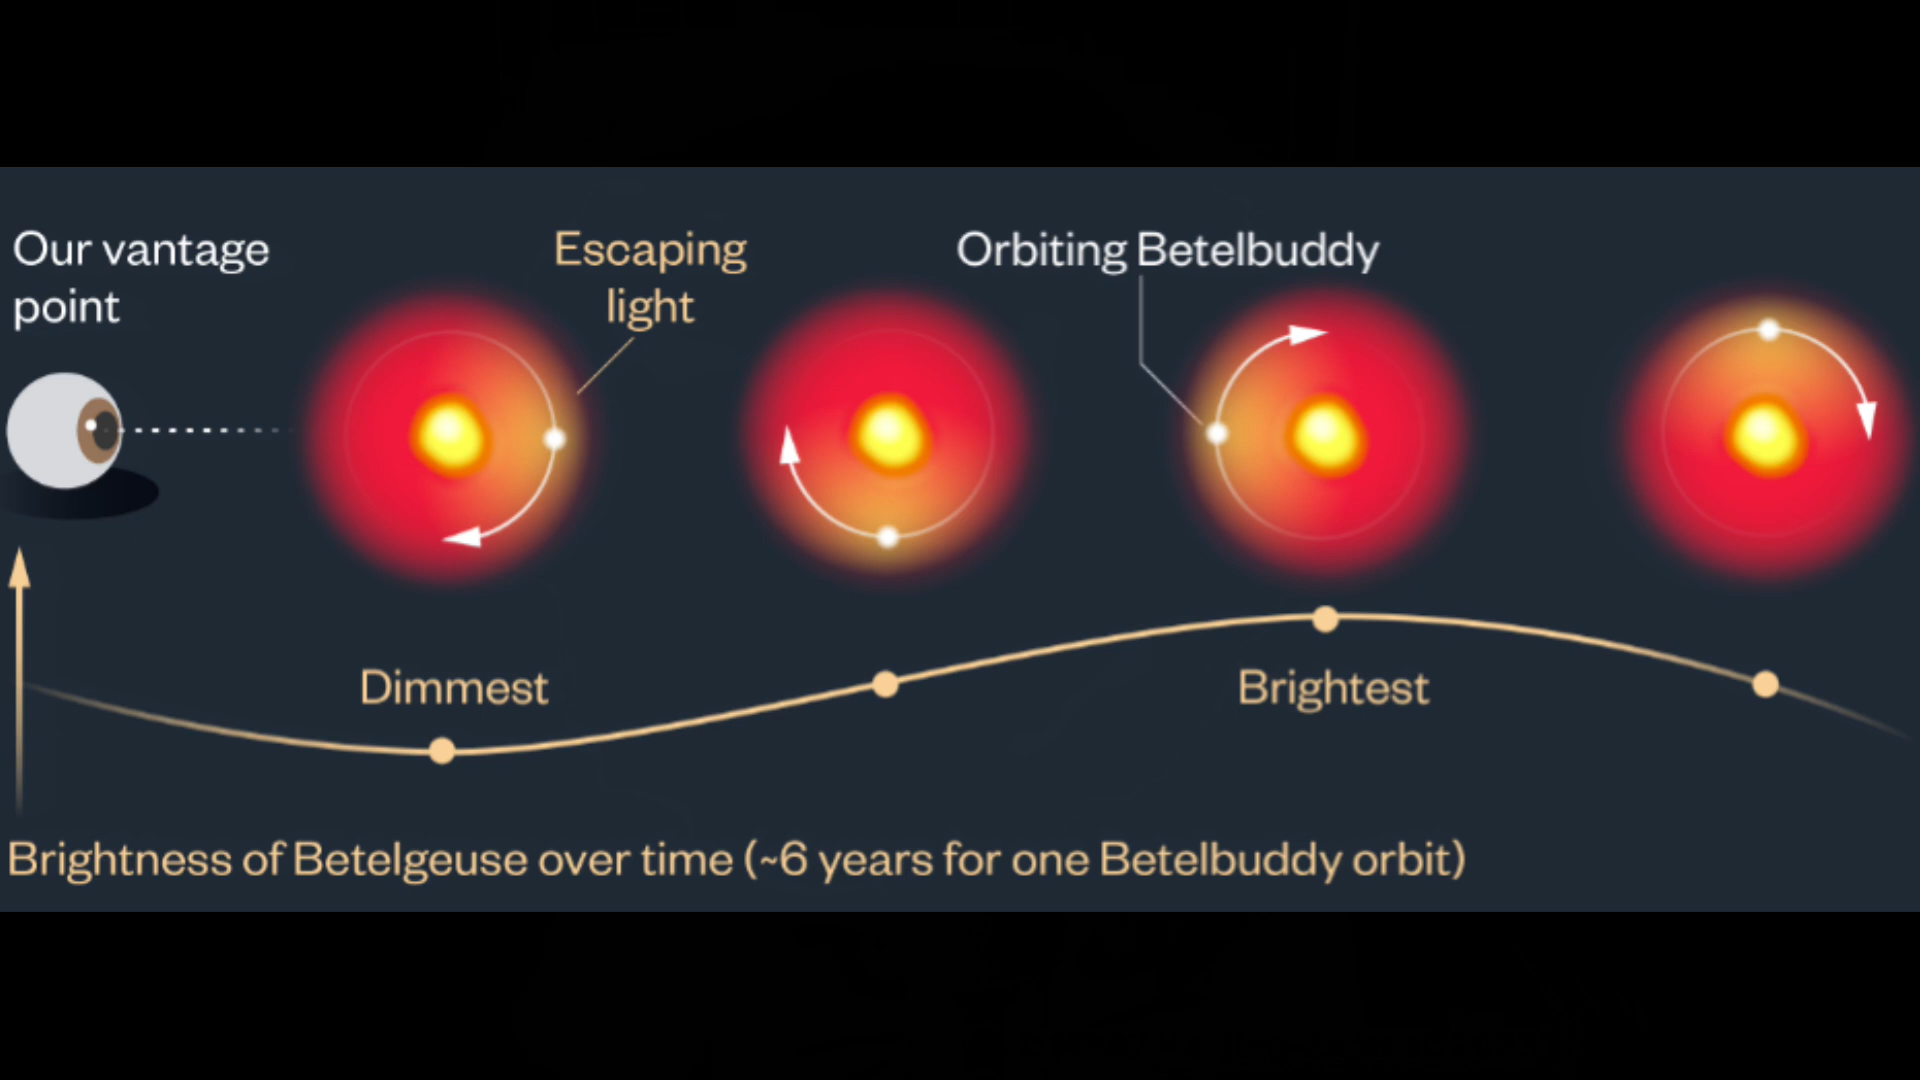 Our vantage
point
Escaping
light
Orbiting Betelbuddy
Dimmest
Brightest
Brightness of Betelgeuse over time (~6 years for one Betelbuddy orbit)